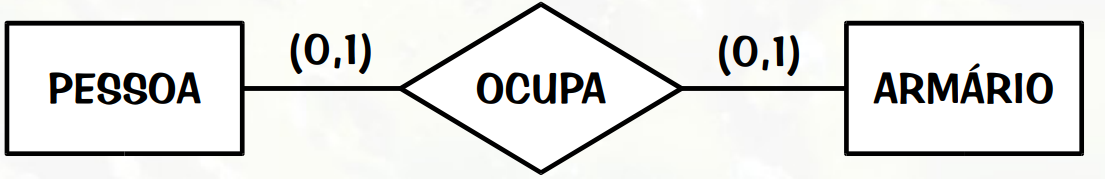 (0,1)
(0,1)
PESSOA
OCUPA
ARMÁRIO